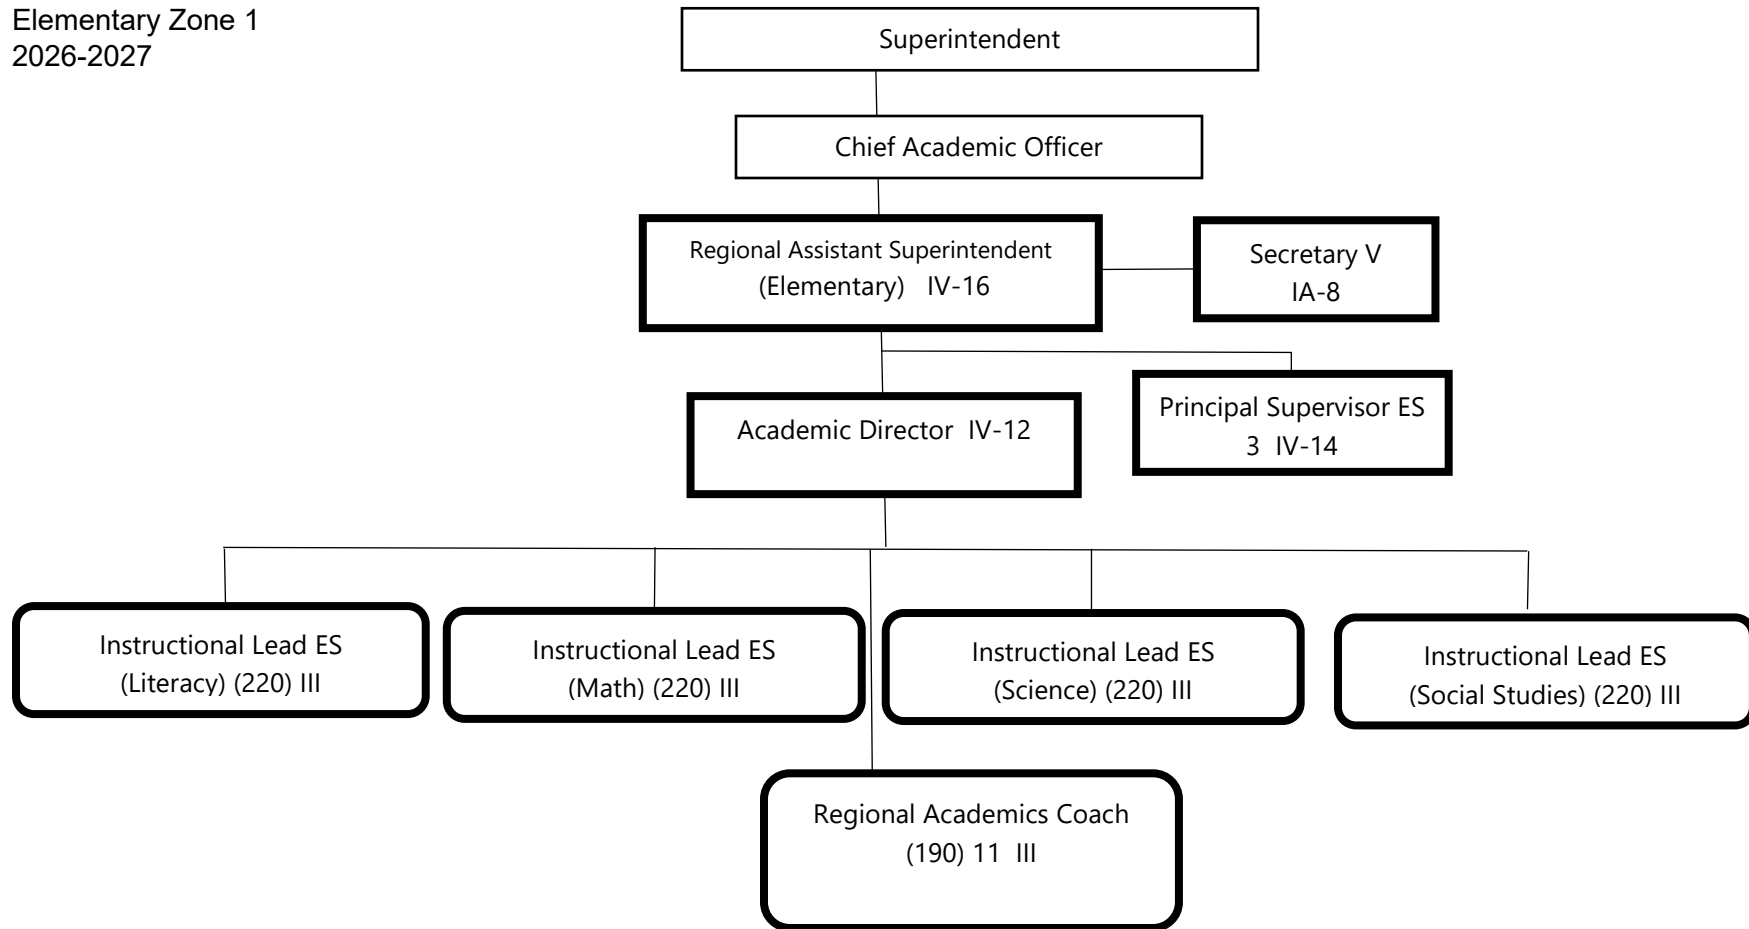 Elementary Zone 1
2026-2027
Superintendent
Chief Academic Officer
Regional Assistant Superintendent
(Elementary) IV-16
Secretary V
IA-8
Academic Director IV-12
Principal Supervisor ES
3 IV-14
Instructional Lead ES
(Literacy) (220) III
Instructional Lead ES
(Math) (220) III
Instructional Lead ES
(Science) (220) III
Instructional Lead ES
(Social Studies) (220) III
Regional Academics Coach
(190) 11 III